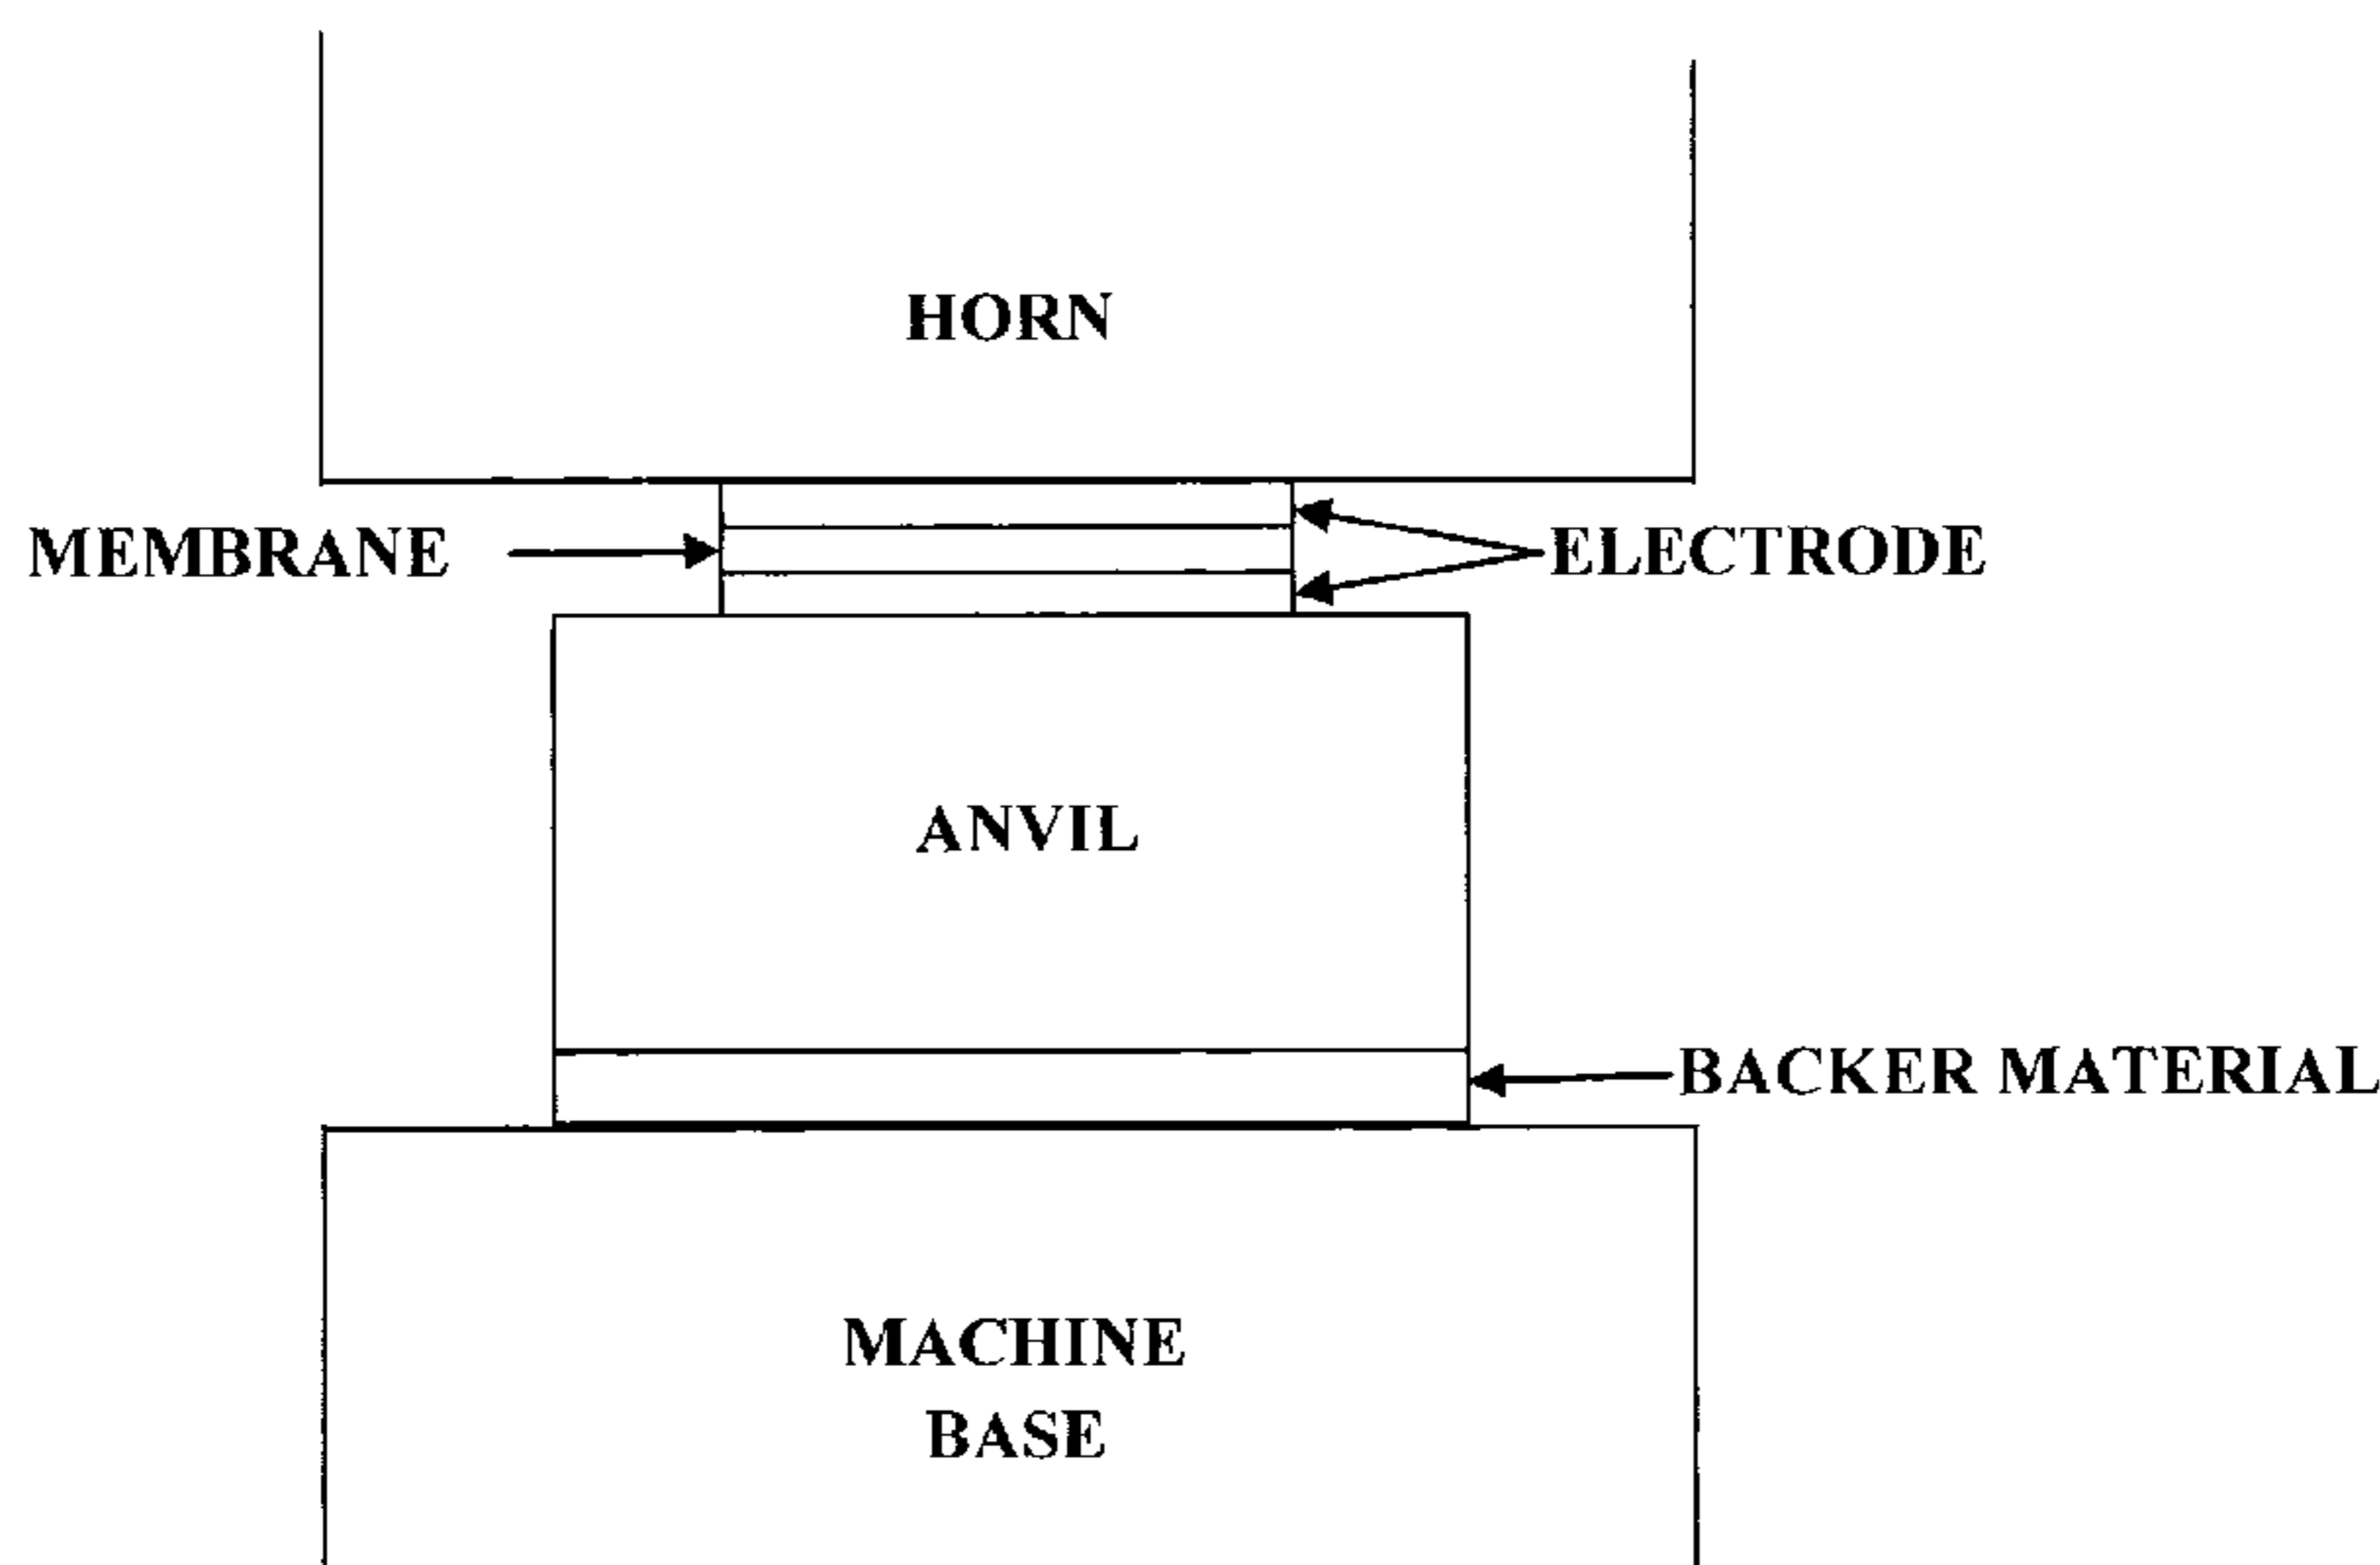 HORN
MEMBRANE
ELECTRODE
ANVIL
BACKER MATERIAL
MACHINE
BASE